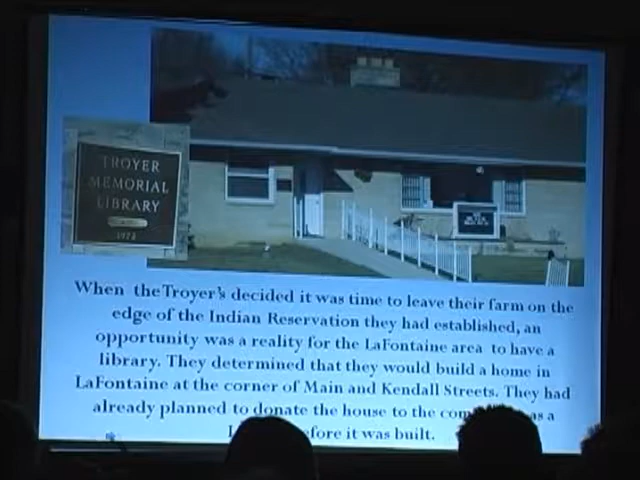 TROYER
MEMORIAL
LIBRARY
1974
When the Troyer's decided it was time to leave their farm on the
edge of the Indian Reservation they had established, an
opportunity was a reality for the LaFontaine area to have a
library. They determined that they would build a home in
LaFontaine at the corner of Main and Kendall Streets. They had
already planned to donate the house to the as a
before it was built.